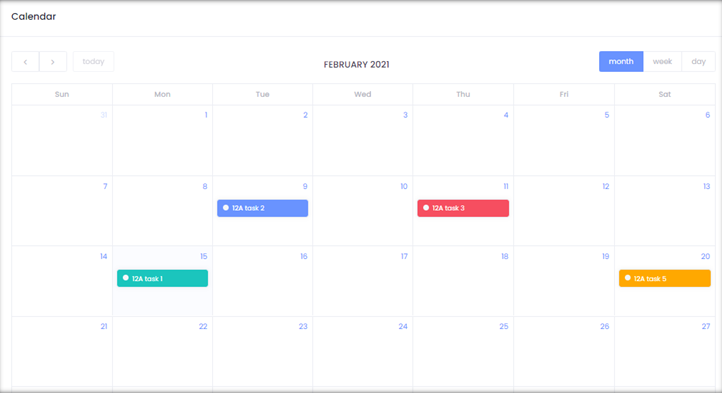 Calendar
today FEBRUARY 2021 month week day
Sun Mon Tue Wed Thu Fri Sat
31 1 2 3 4 5 6
7 8 9 10 11 12 13
12A task 2 12A task 3
14 15 16 17 18 19 20
12A task 1 12A task 5
21 22 23 24 25 26 27